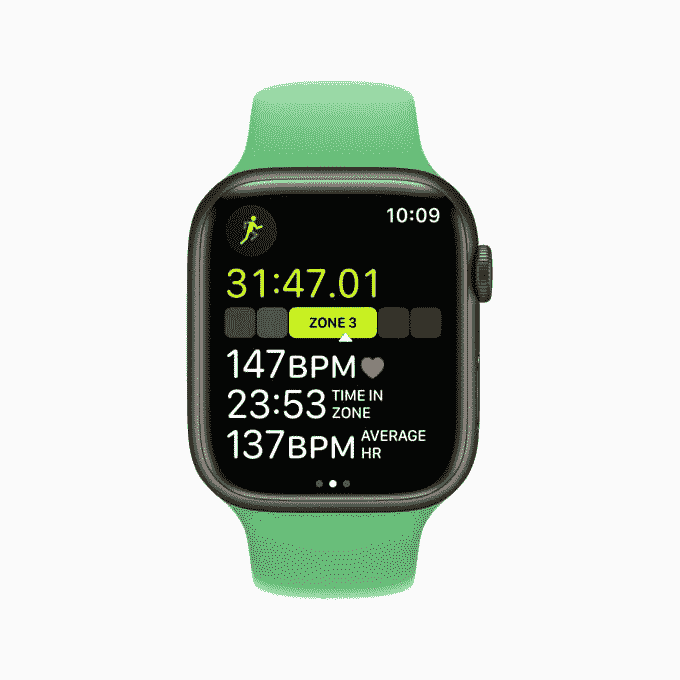 10:09
31:47.01
ZONE 3
147BPM
23:53 TIME IN
ZONE
137BPM AVERAGE
HR